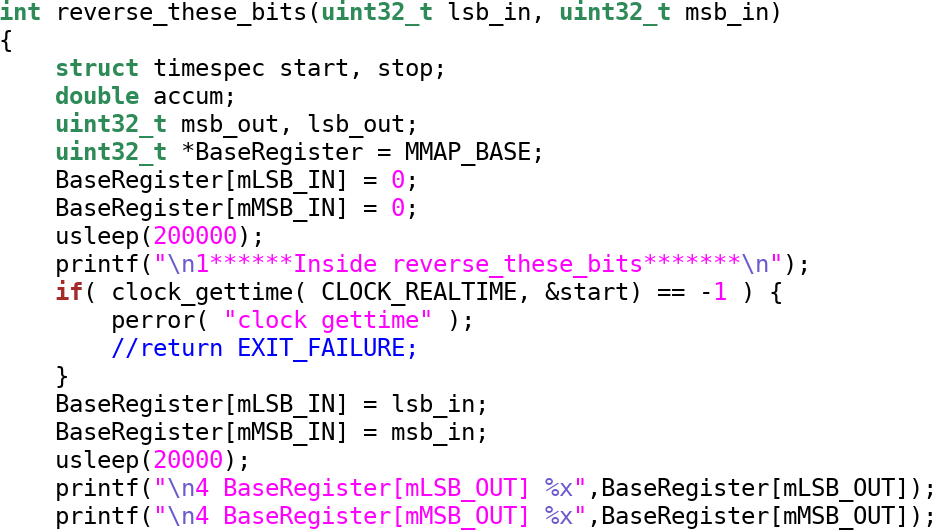 int reverse_these_bits(uint32_t lsb_in, uint32_t msb_in)
{
    struct timespec start, stop;
    double accum;
    uint32_t msb_out, lsb_out;
    uint32_t *BaseRegister = MMAP_BASE;
    BaseRegister[mLSB_IN] = 0;
    BaseRegister[mMSB_IN] = 0;
    usleep(200000);
    printf("\n1******Inside reverse_these_bits*******\n");
    if( clock_gettime( CLOCK_REALTIME, &start) == -1 ) {
        perror( "clock gettime" );
        //return EXIT_FAILURE;
    }
    BaseRegister[mLSB_IN] = lsb_in;
    BaseRegister[mMSB_IN] = msb_in;
    usleep(20000);
    printf("\n4 BaseRegister[mLSB_OUT] %x",BaseRegister[mLSB_OUT]);
    printf("\n4 BaseRegister[mMSB_OUT] %x",BaseRegister[mMSB_OUT]);